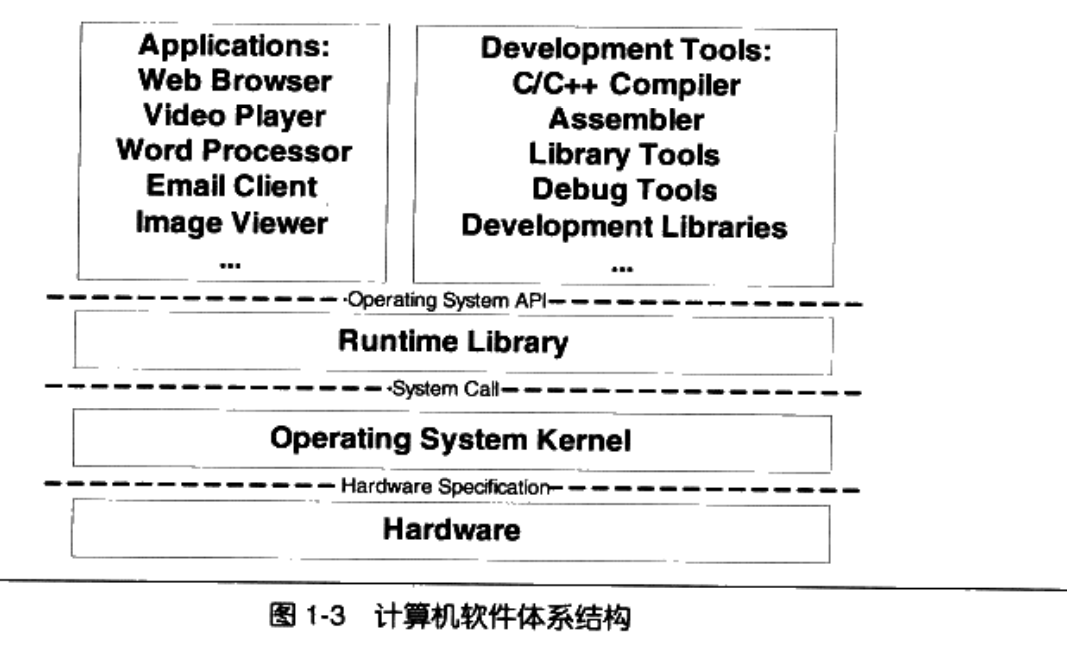 Applications:
Web Browser
Video Player
Word Processor
Email Client
Image Viewer
...
Development Tools:
C/C++ Compiler
Assembler
Library Tools
Debug Tools
Development Libraries
...
Operating System API
Runtime Library
System Call
Operating System Kernel
Hardware Specification
Hardware
图 1-3 计算机软件体系结构